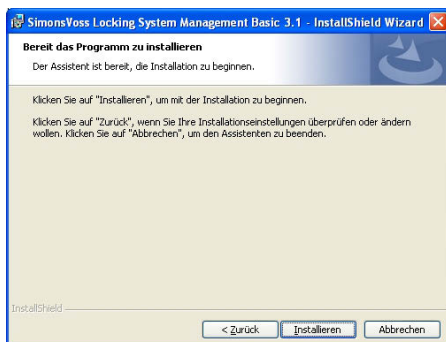 SimonsVoss Locking System Management Basic 3.1 - InstallShield Wizard
Bereit das Programm zu installieren
Der Assistent ist bereit, die Installation zu beginnen.
Klicken Sie auf "Installieren", um mit der Installation zu beginnen.
Klicken Sie auf "Zurück", wenn Sie Ihre Installationseinstellungen überprüfen oder ändern
wollen. Klicken Sie auf "Abbrechen", um den Assistenten zu beenden.
InstallShield
< Zurück Installieren Abbrechen